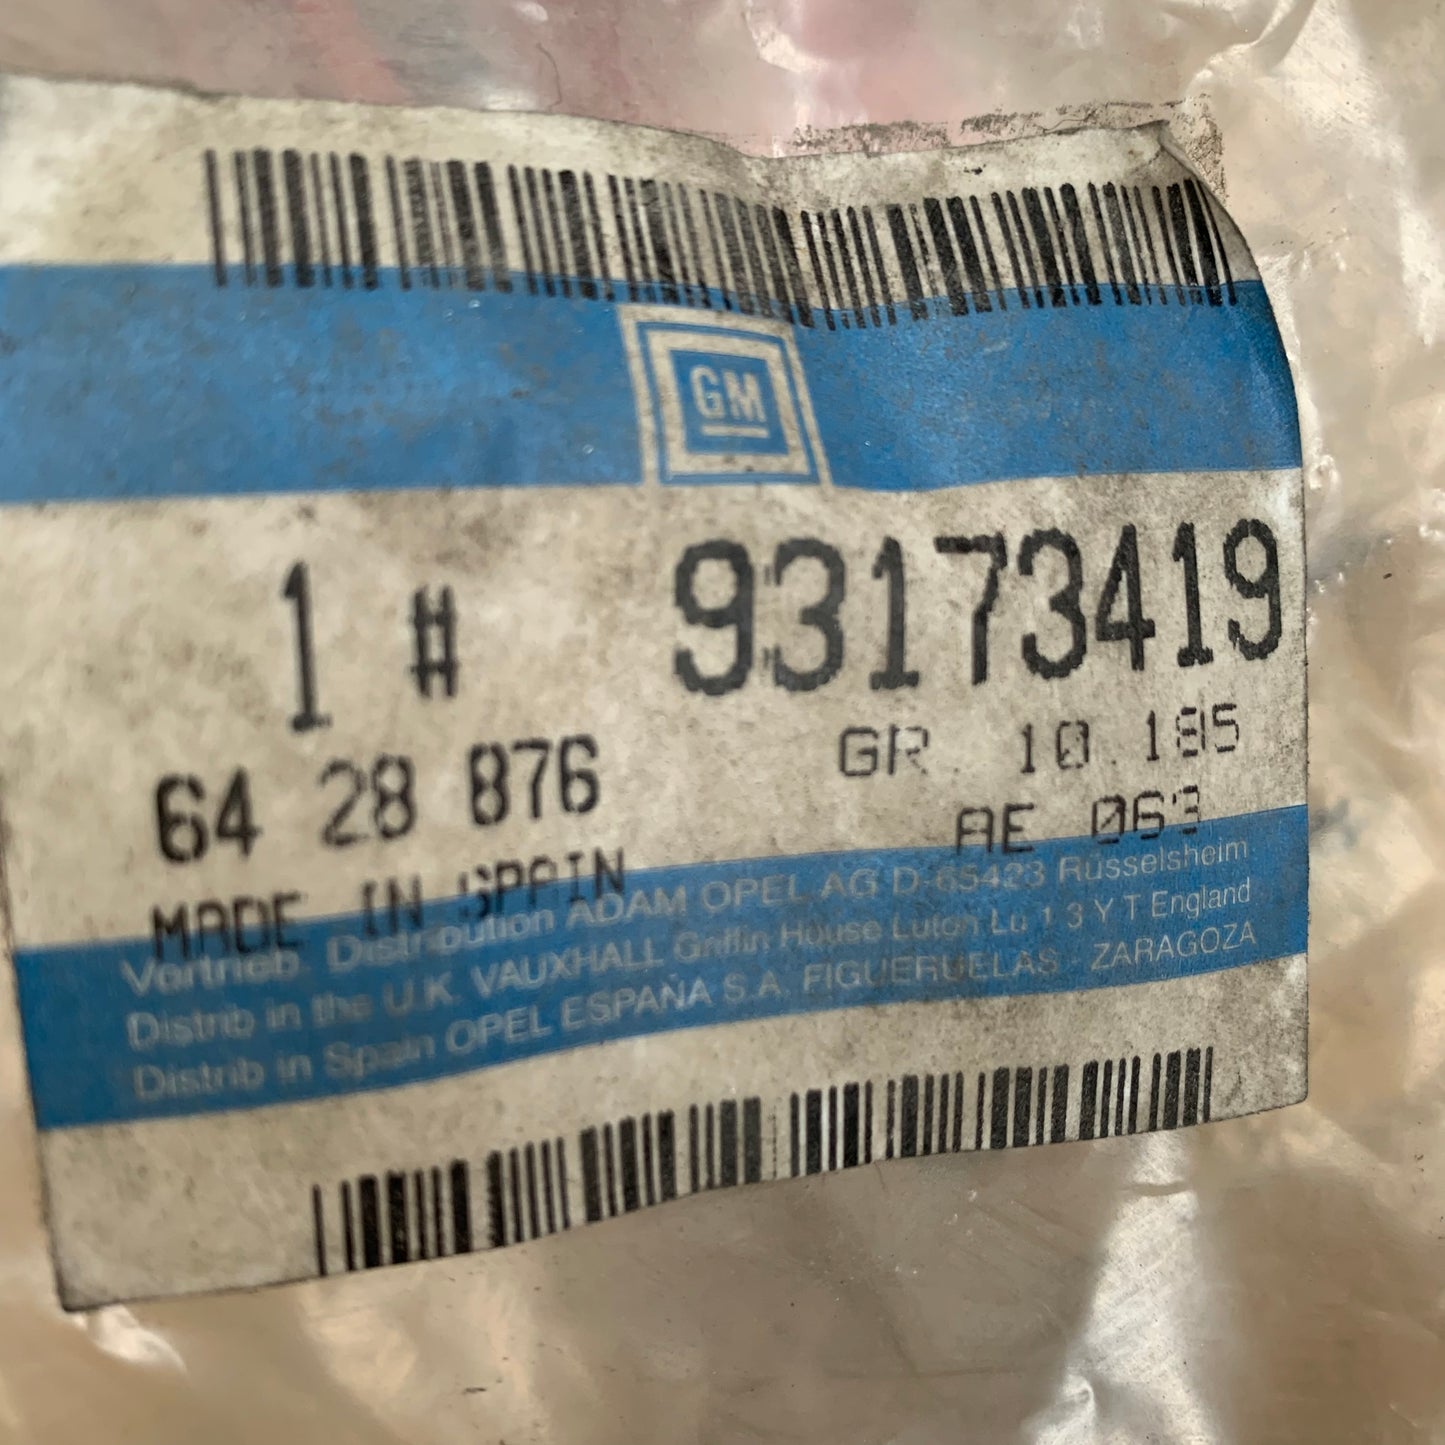 GM
1 # 93173419
64 28 876 GR. 10.185
MADE IN SPAIN AE 063
Vertrieb. Distribution ADAM OPEL AG D-65423 Rüsselsheim
Distrib in the U.K. VAUXHALL Griffin House Luton Lu 1 3 Y T England
Distrib in Spain OPEL ESPAÑA S.A. FIGUERUELAS - ZARAGOZA